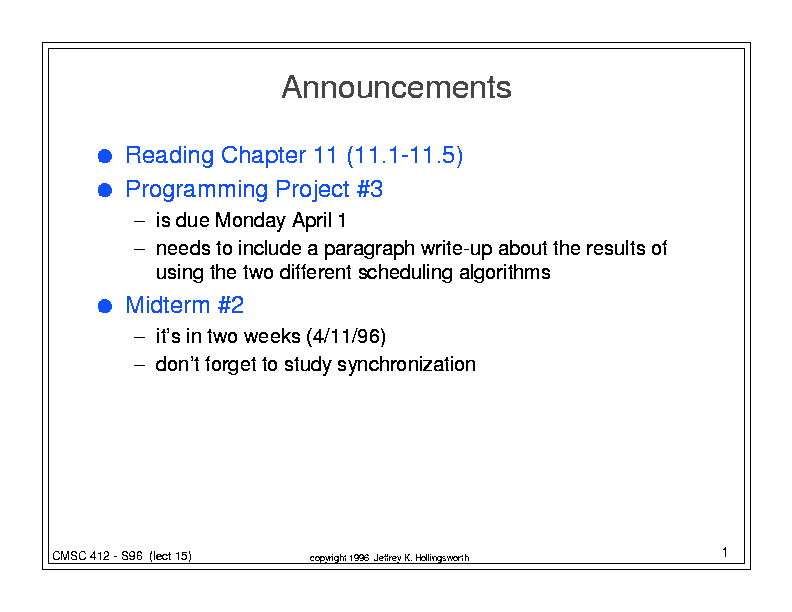 Announcements
● Reading Chapter 11 (11.1-11.5)
● Programming Project #3
– is due Monday April 1
– needs to include a paragraph write-up about the results of
using the two different scheduling algorithms
● Midterm #2
– it's in two weeks (4/11/96)
– don't forget to study synchronization
CMSC 412 - S96 (lect 15)
copyright 1996 Jeffrey K. Hollingsworth
1